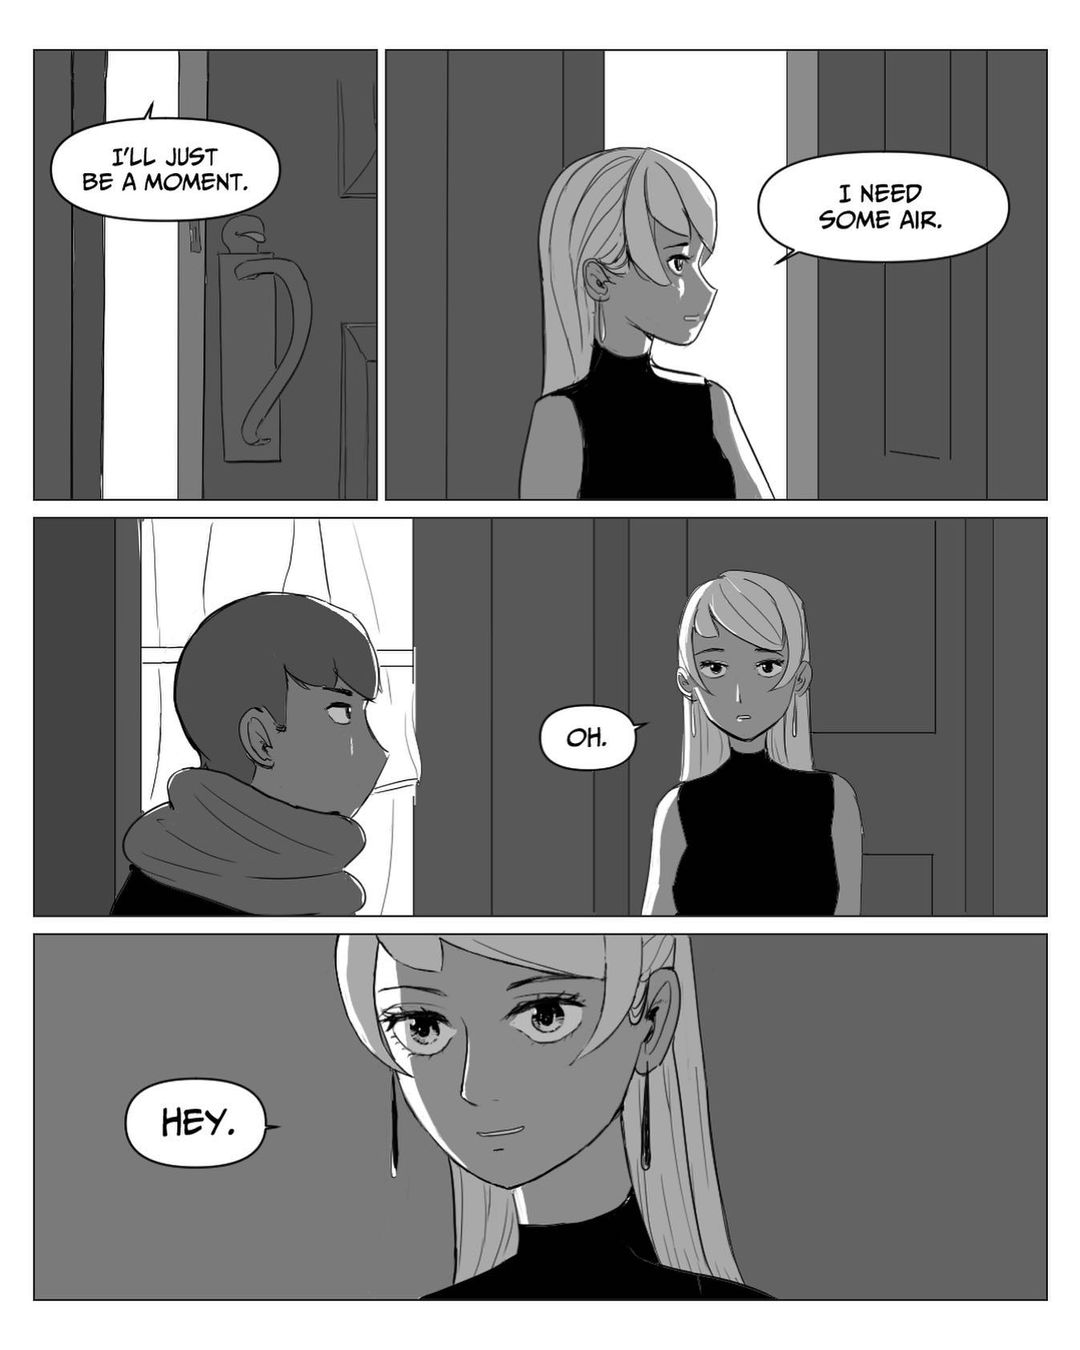 I'LL JUST
BE A MOMENT.
I NEED
SOME AIR.
OH.
HEY.